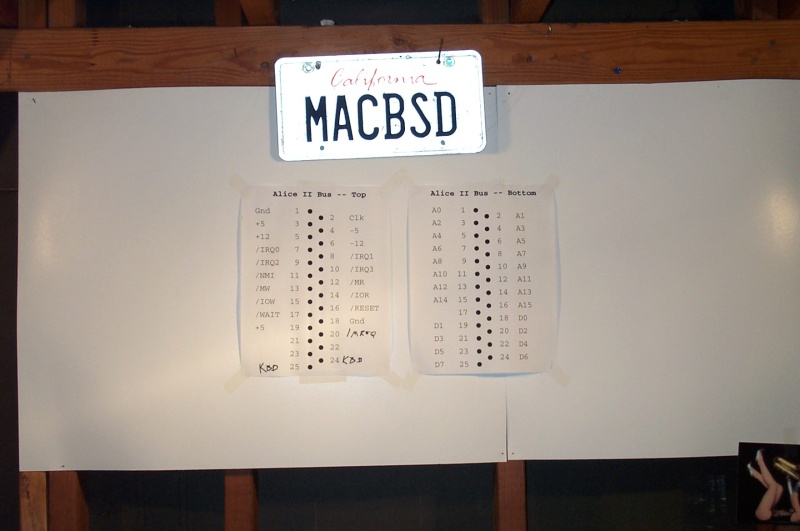 California
MACBSD
Alice II Bus -- Top
Gnd 1
2 Clk
+5 3
4 -5
+12 5
6 -12
/IRQ0 7
8 /IRQ1
/IRQ2 9
10 /IRQ3
/NMI 11
12 /MR
/MW 13
14 /IOR
/IOW 15
16 /RESET
/WAIT 17
18 Gnd
+5 19
20
21
22
23
24 KBD
KBD 25
Alice II Bus -- Bottom
A0 1
2 A1
A2 3
4 A3
A4 5
6 A5
A6 7
8 A7
A8 9
10 A9
A10 11
12 A11
A12 13
14 A13
A14 15
16 A15
17
18 D0
D1 19
20 D2
D3 21
22 D4
D5 23
24 D6
D7 25